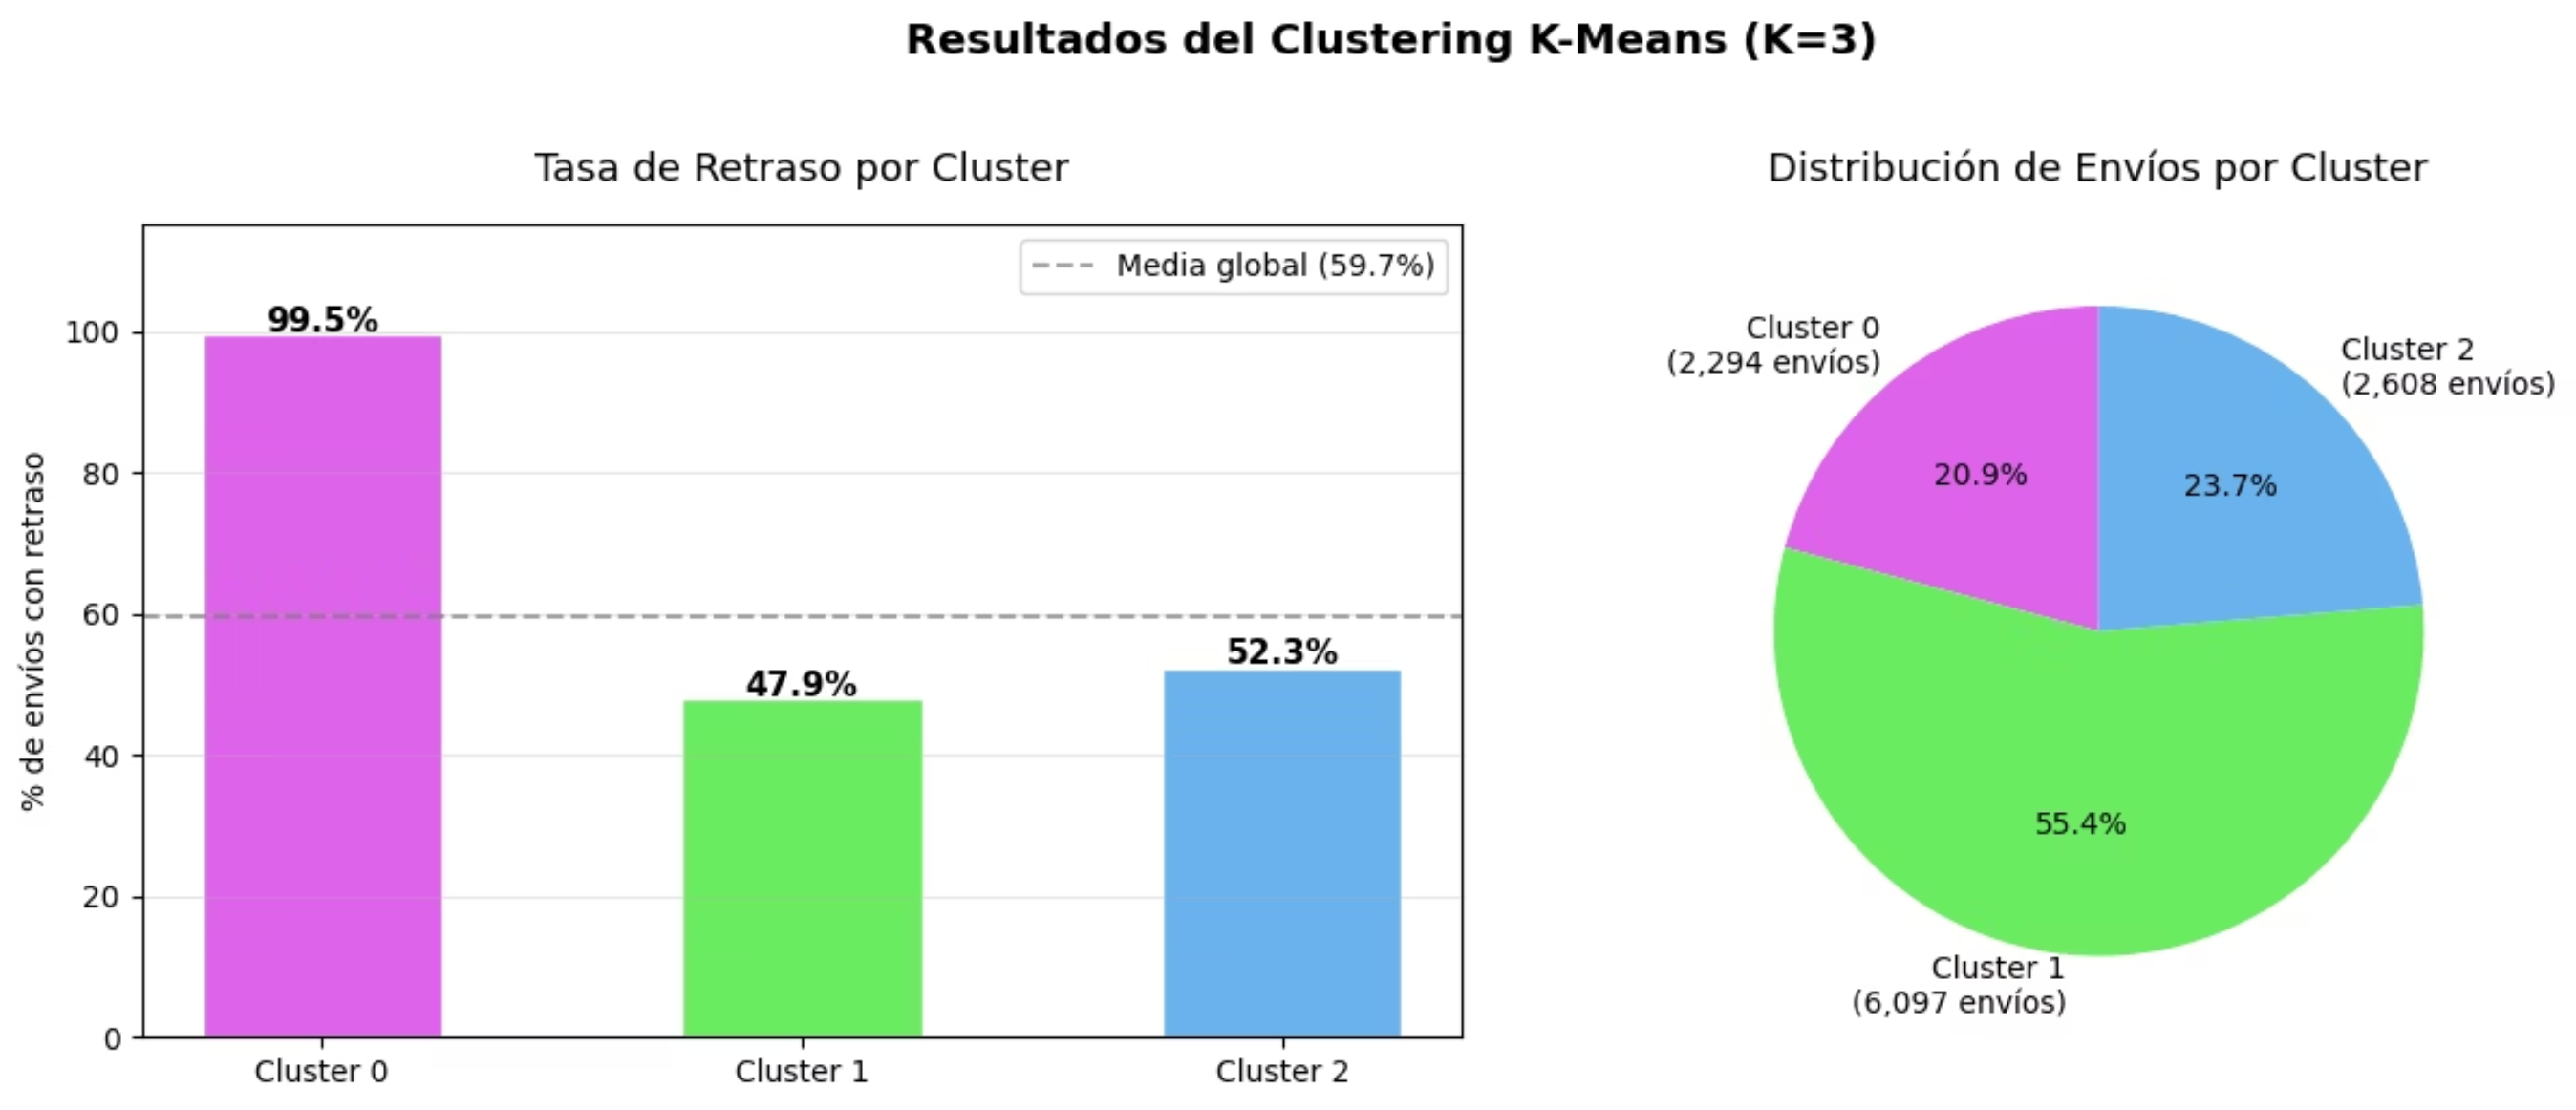 Resultados del Clustering K-Means (K=3)
Tasa de Retraso por Cluster
% de envíos con retraso
100
80
60
40
20
0
Media global (59.7%)
99.5%
47.9%
52.3%
Cluster 0
Cluster 1
Cluster 2
Distribución de Envíos por Cluster
Cluster 0
(2,294 envíos)
Cluster 2
(2,608 envíos)
20.9%
23.7%
55.4%
Cluster 1
(6,097 envíos)